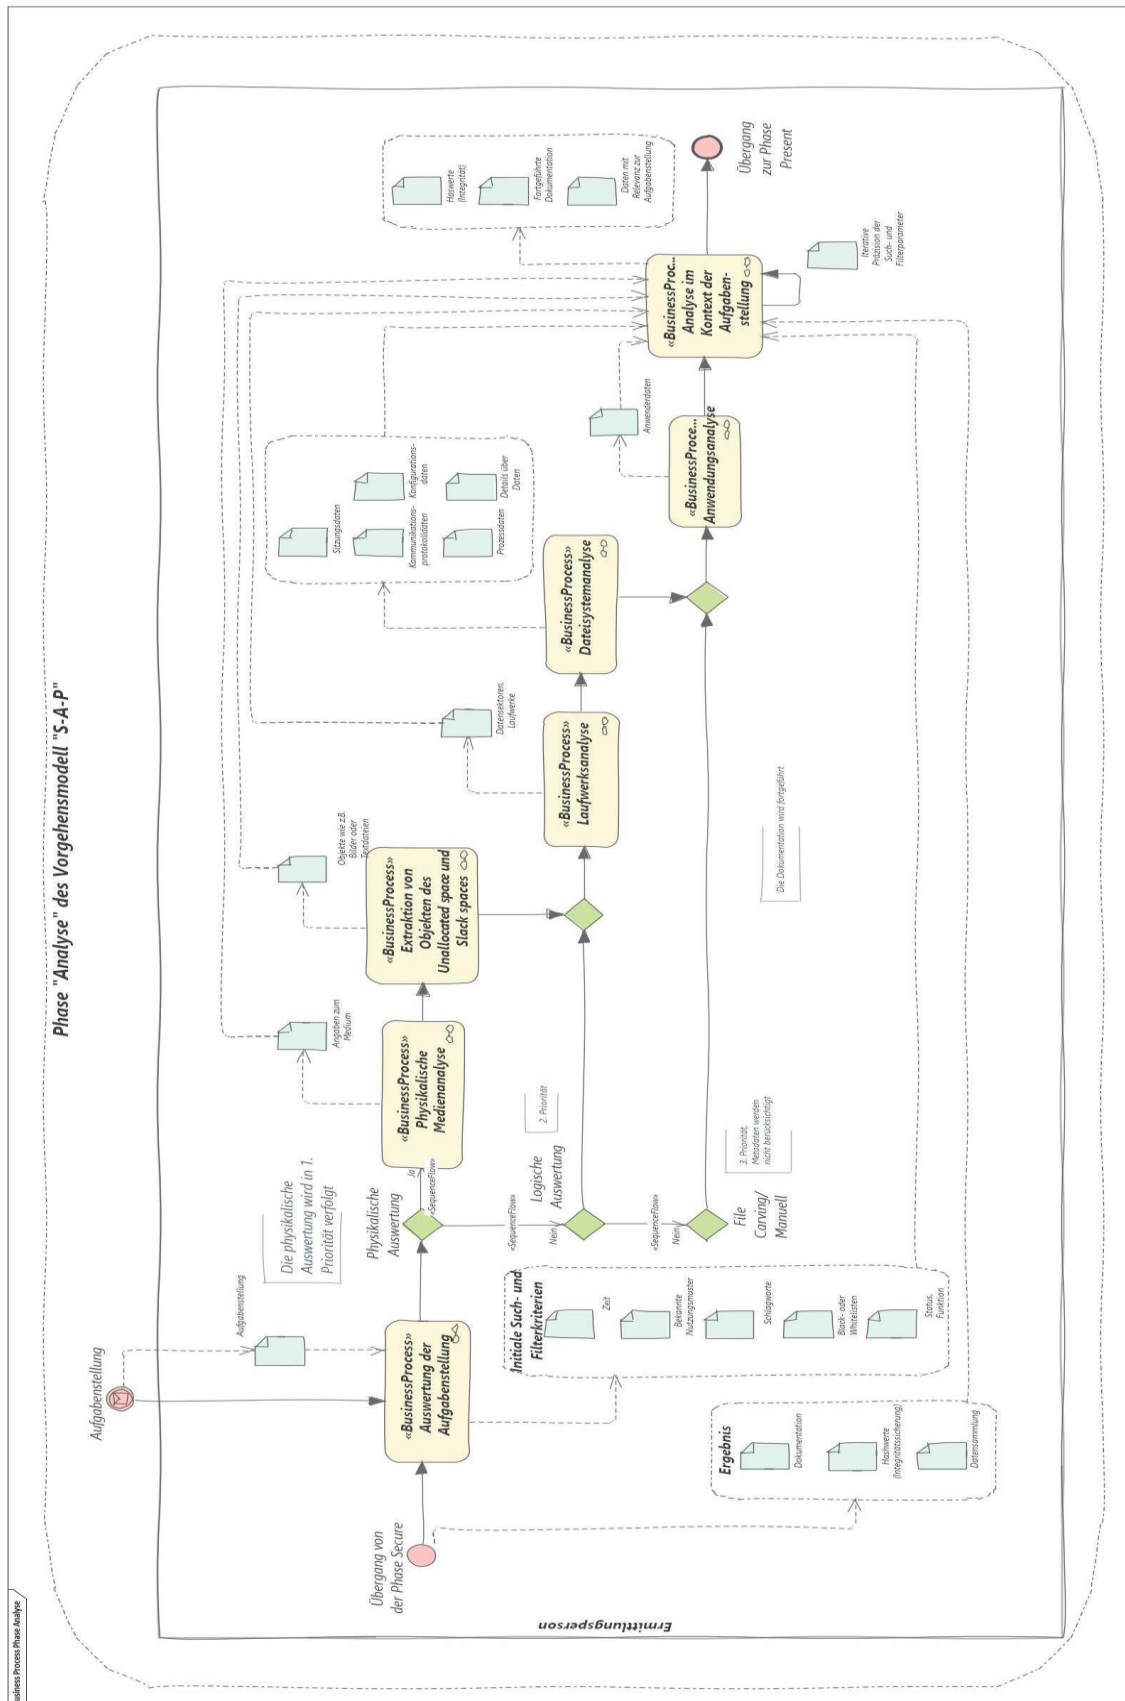 Business Process Phase Analyse
Phase "Analyse" des Vorgehensmodell "S-A-P"
Ermittlungsperson
Aufgabenstellung
Übergang von
der Phase Secure
Aufgabenstellung
«BusinessProcess»
Auswertung der
Aufgabenstellung
Die physikalische
Auswertung wird in 1.
Priorität verfolgt
Physikalische
Auswertung
Ja
«SequenceFlow»
«SequenceFlow»
Nein
Logische
Auswertung
2. Priorität
«SequenceFlow»
Nein
File
Carving/
Manuell
3. Priorität,
Metadaten werden
nicht berücksichtigt
Initiale Such- und
Filterkriterien
Zeit
Bekannte
Nutzungsmuster
Schlagworte
Black- oder
Whitelisten
Status,
Funktion
Ergebnis
Dokumentation
Hashwerte
(Integritätssicherung)
Datensammlung
Angaben zum
Medium
«BusinessProcess»
Physikalische
Medienanalyse
Objekte wie z.B.
Bilder oder
Textdateien
«BusinessProcess»
Extraktion von
Objekten des
Unallocated space und
Slack spaces
Datensektoren,
Laufwerke
«BusinessProcess»
Laufwerksanalyse
Die Dokumentation wird fortgeführt
Sitzungsdaten
Kommunikations-
protokolldaten
Konfigurations-
daten
Prozessdaten
Details über
Daten
«BusinessProcess»
Dateisystemanalyse
Anwenderdaten
«BusinessProce...
Anwendungsanalyse
«BusinessProc...
Analyse im
Kontext der
Aufgaben-
stellung
Iterative
Präzision der
Such- und
Filterparameter
Haswerte
(Integrität)
Fortgeführte
Dokumentation
Daten mit
Relevanz zur
Aufgabenstellung
Übergang
zur Phase
Present